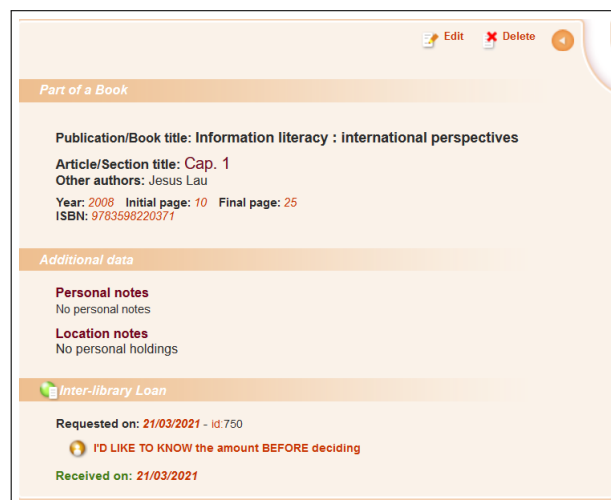 Edit Delete
Part of a Book
Publication/Book title: Information literacy : international perspectives
Article/Section title: Cap. 1
Other authors: Jesus Lau
Year: 2008 Initial page: 10 Final page: 25
ISBN: 9783598220371
Additional data
Personal notes
No personal notes
Location notes
No personal holdings
Inter-library Loan
Requested on: 21/03/2021 - id:750
I'D LIKE TO KNOW the amount BEFORE deciding
Received on: 21/03/2021